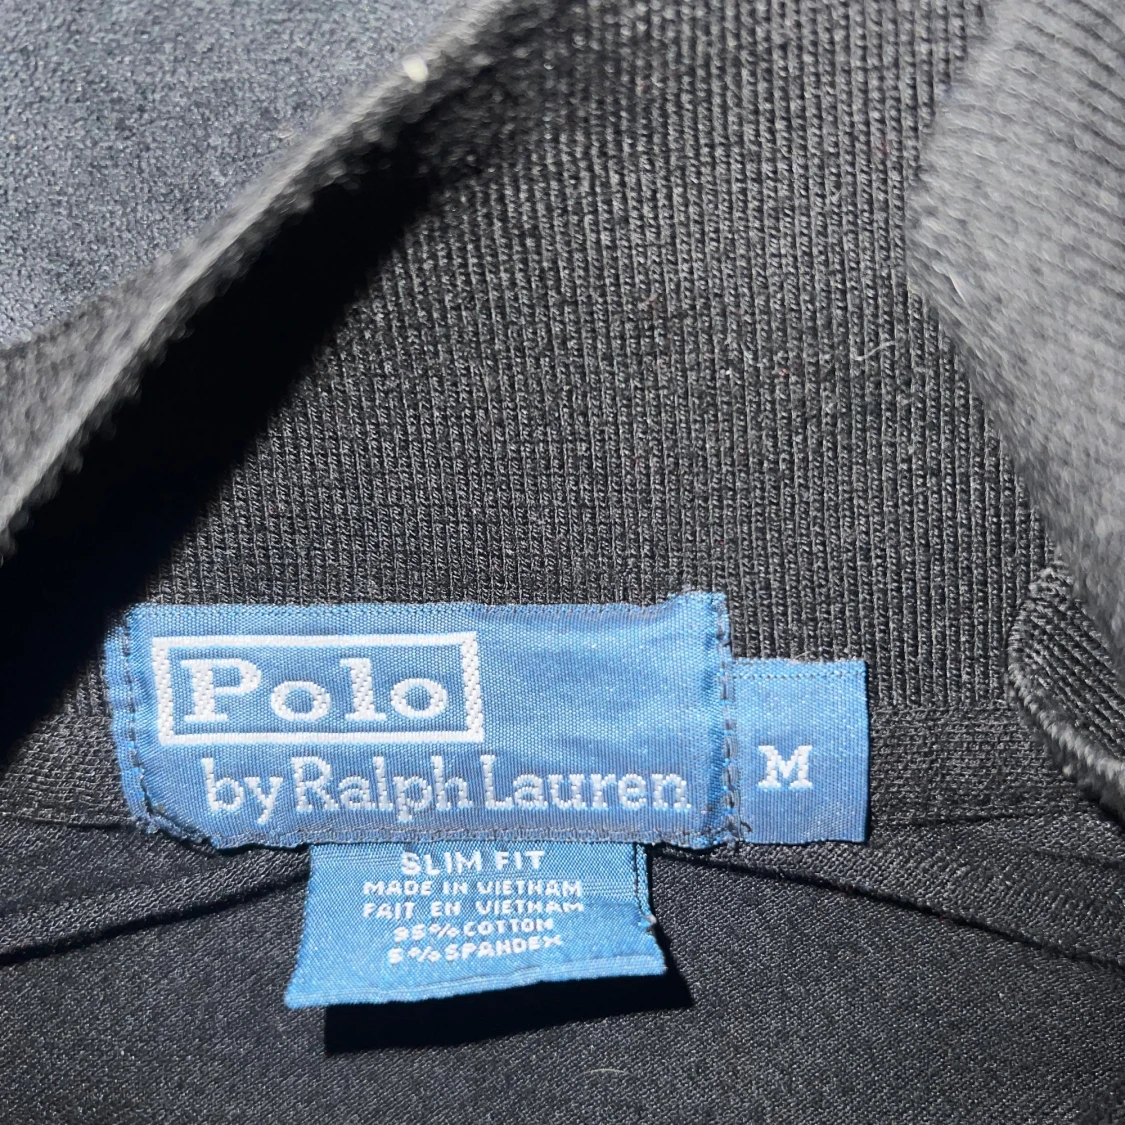 Polo
by Ralph Lauren
M
SLIM FIT
MADE IN VIETNAM
FAIT EN VIETNAM
95%COTTON
5%SPANDEX